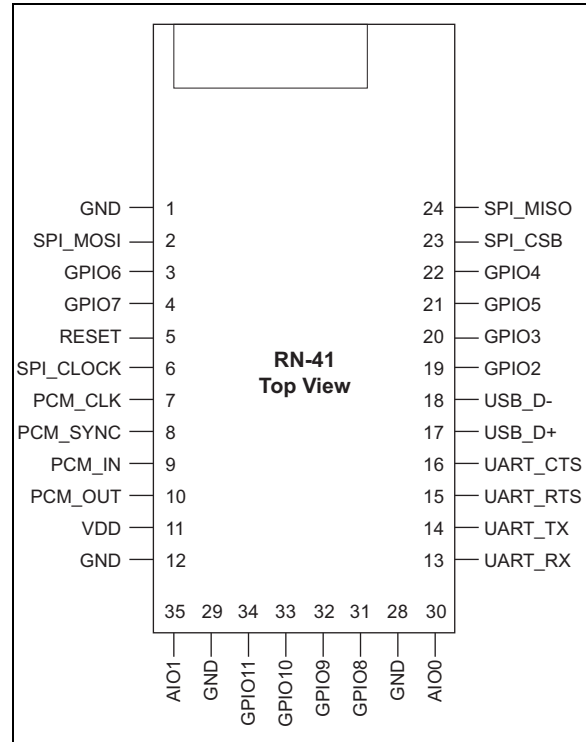 GND 1 24 SPI_MISO
SPI_MOSI 2 23 SPI_CSB
GPIO6 3 22 GPIO4
GPIO7 4 21 GPIO5
RESET 5 20 GPIO3
SPI_CLOCK 6 19 GPIO2
PCM_CLK 7 18 USB_D-
PCM_SYNC 8 17 USB_D+
PCM_IN 9 16 UART_CTS
PCM_OUT 10 15 UART_RTS
VDD 11 14 UART_TX
GND 12 13 UART_RX
RN-41
Top View
35 29 34 33 32 31 28 30
AIO1 GND GPIO11 GPIO10 GPIO9 GPIO8 GND AIO0